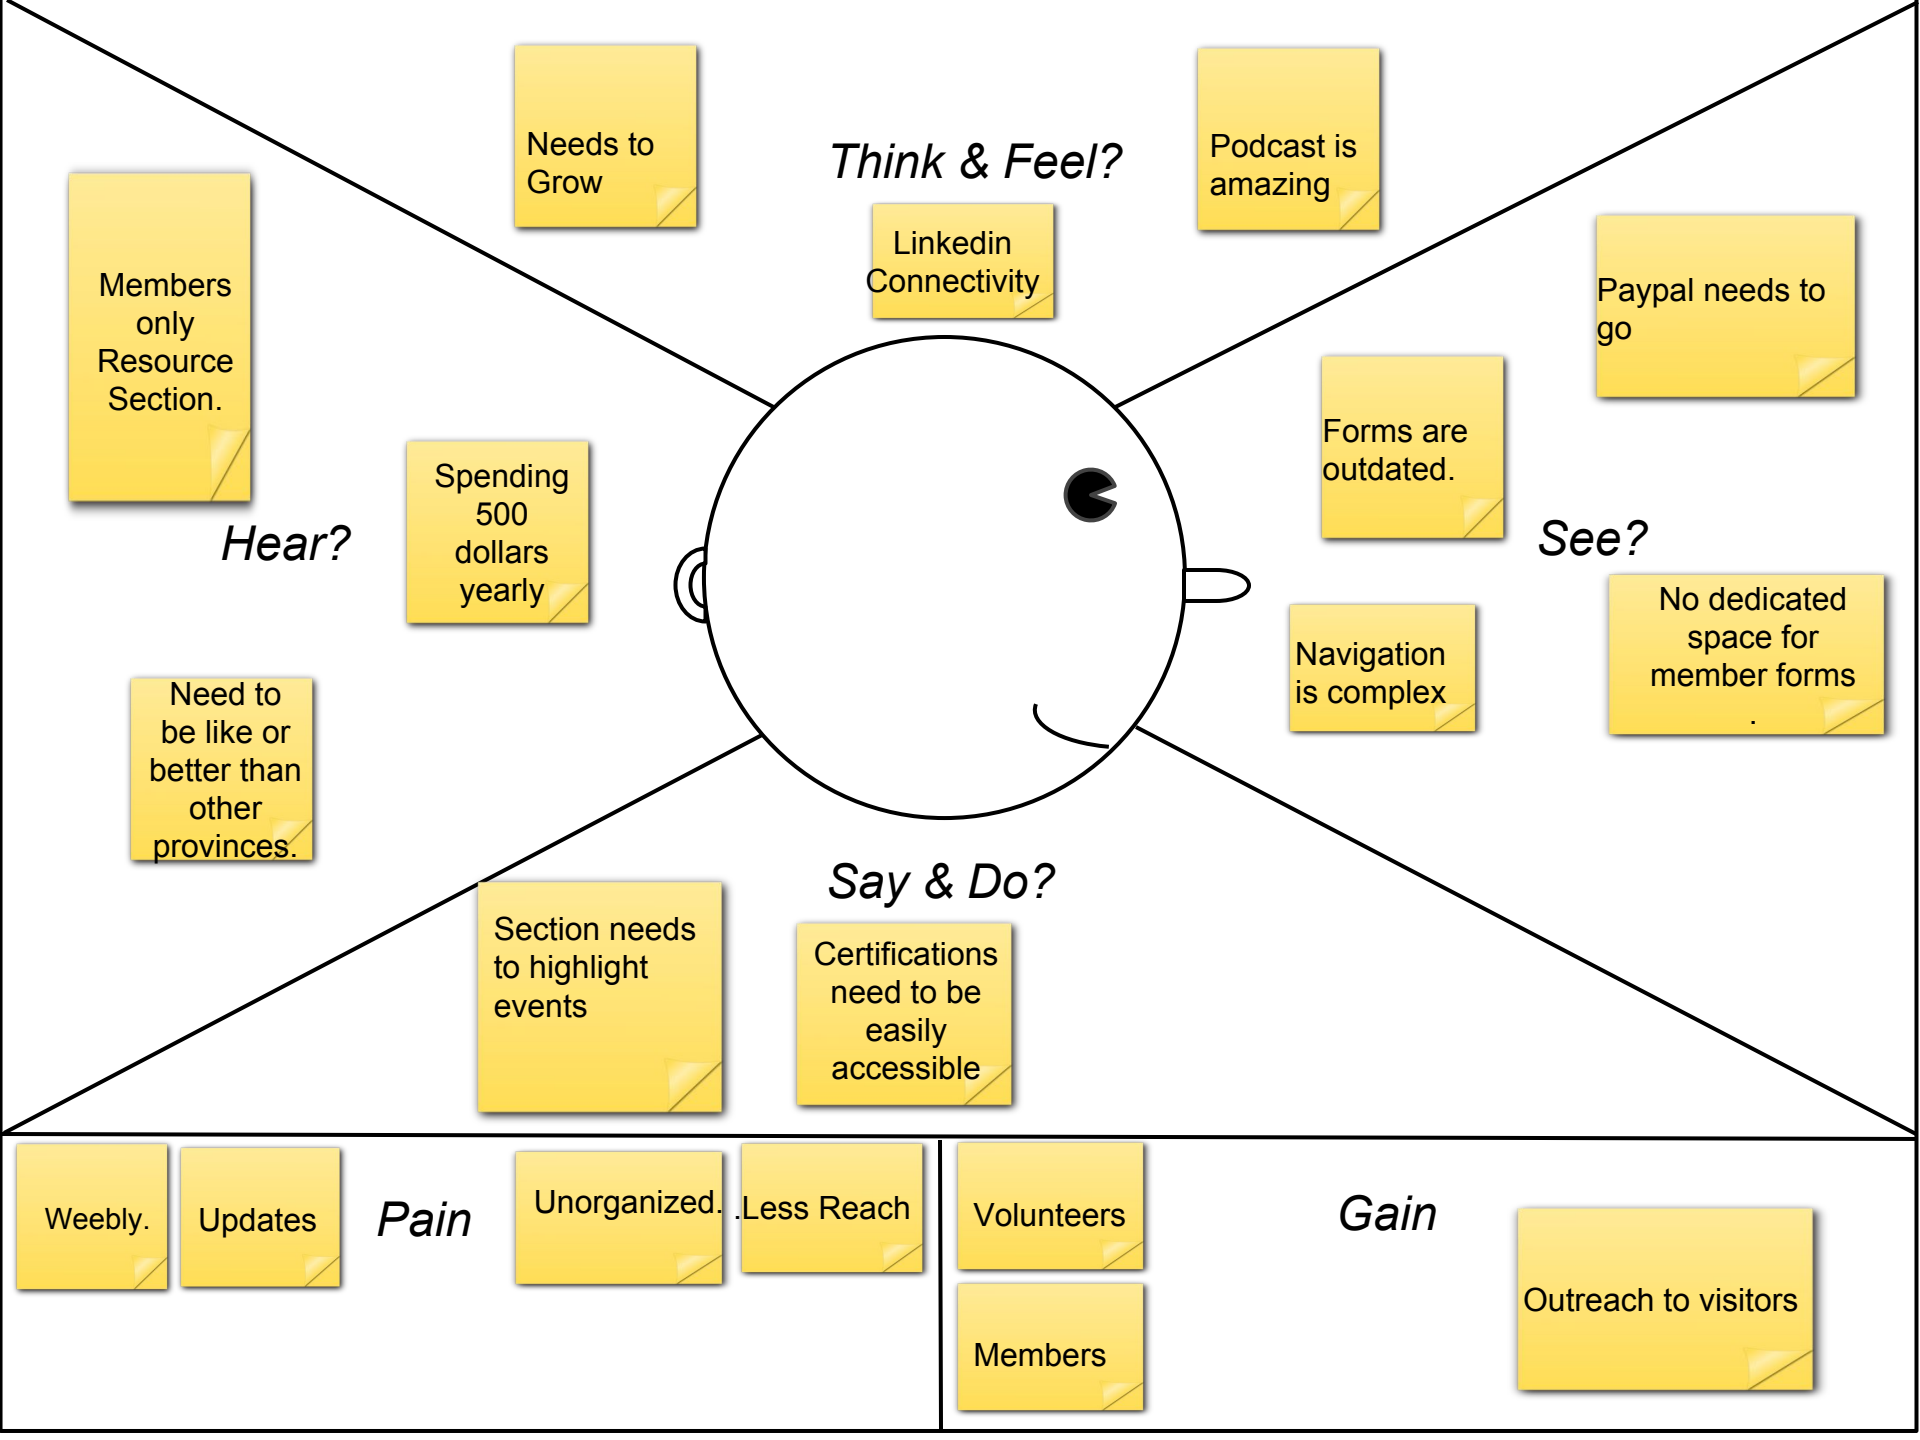 Needs to
Grow
Think & Feel?
Podcast is
amazing
Linkedin
Connectivity
Members
only
Resource
Section.
Spending
500
dollars
yearly
Hear?
Need to
be like or
better than
other
provinces.
Paypal needs to
go
Forms are
outdated.
See?
Navigation
is complex
No dedicated
space for
member forms
.
Say & Do?
Section needs
to highlight
events
Certifications
need to be
easily
accessible
Weebly.
Updates
Pain
Unorganized.
.Less Reach
Volunteers
Members
Gain
Outreach to visitors